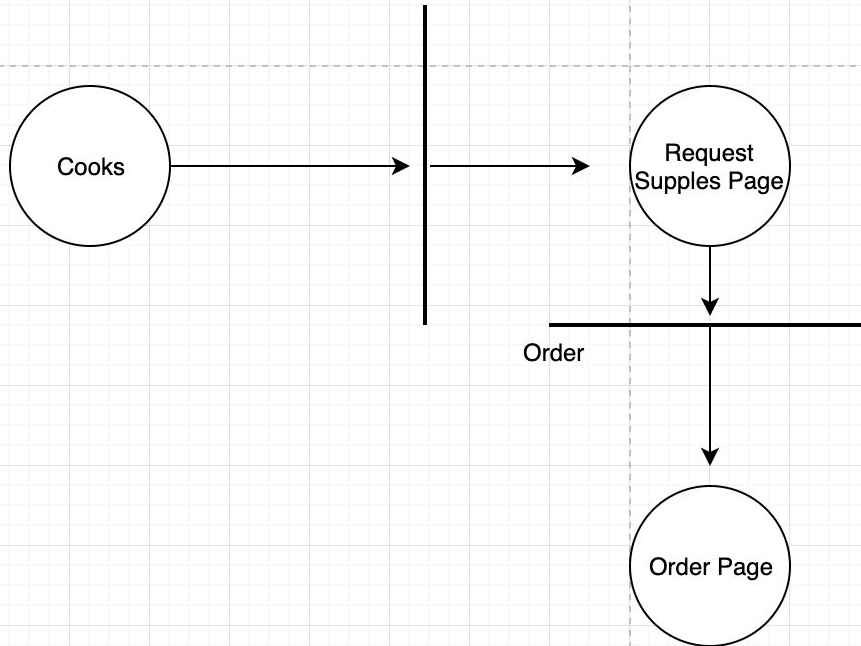 Cooks
Request
Supples Page
Order
Order Page